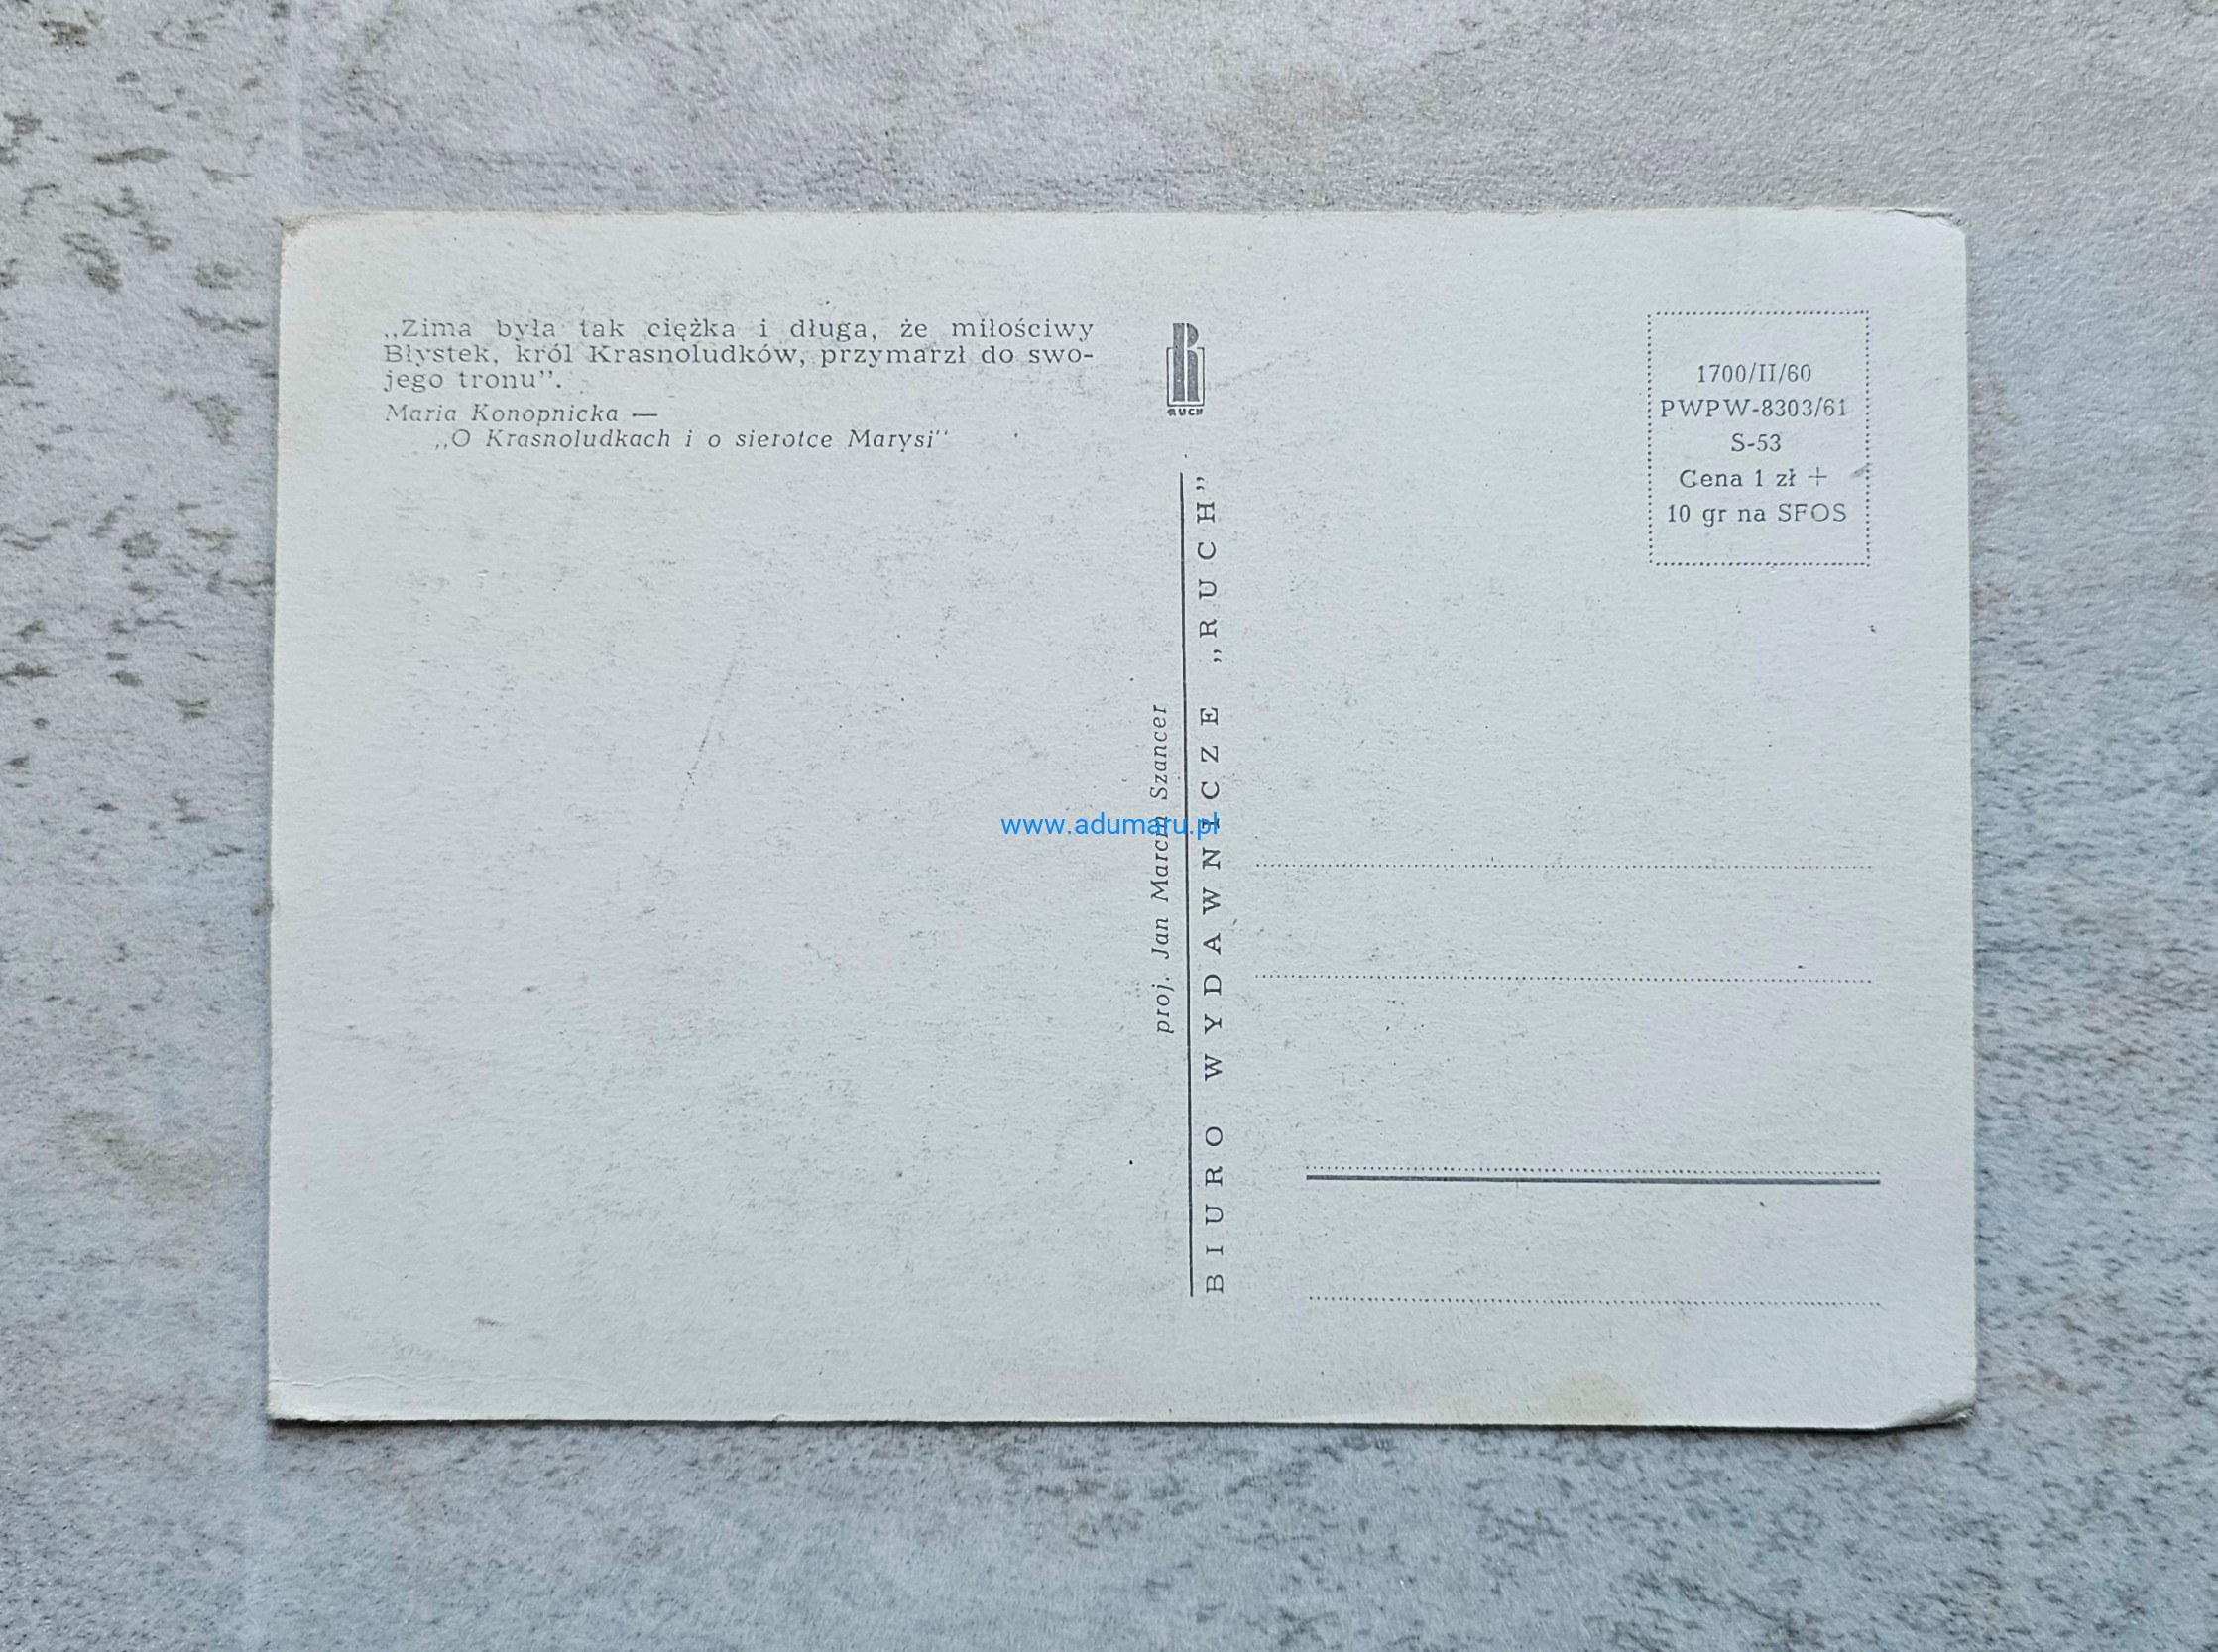 ,,Zima była tak ciężka i długa, że miłościwy
Błystek, król Krasnoludków, przymarzł do swo-
jego tronu”.
Maria Konopnicka —
,,O Krasnoludkach i o sierotce Marysi''
RUCH
proj. Jan Marcin Szancer
BIURO WYDAWNICZE „RUCH”
1700/II/60
PWPW-8303/61
S-53
Cena 1 zł +
10 gr na SFOS
www.adumaru.pl